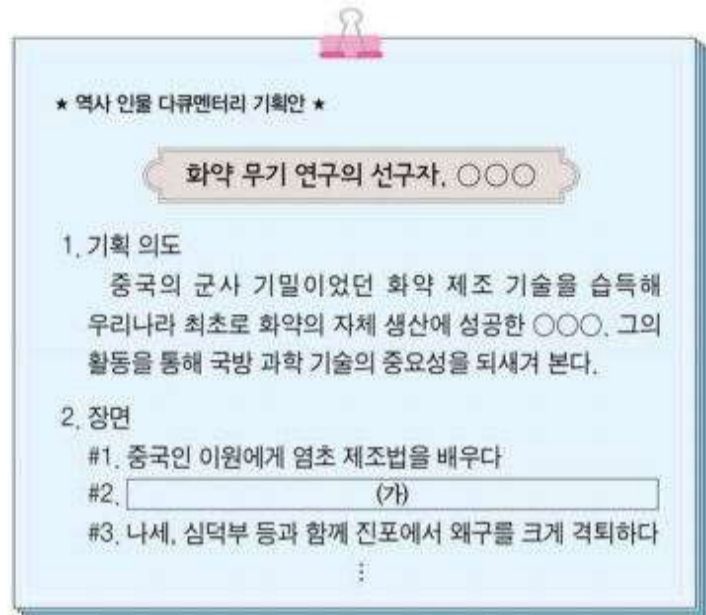 ★ 역사 인물 다큐멘터리 기획안 ★
화약 무기 연구의 선구자, ○○○
1. 기획 의도
중국의 군사 기밀이었던 화약 제조 기술을 습득해
우리나라 최초로 화약의 자체 생산에 성공한 ○○○. 그의
활동을 통해 국방 과학 기술의 중요성을 되새겨 본다.
2. 장면
#1. 중국인 이원에게 염초 제조법을 배우다
#2. (가)
#3. 나세, 심덕부 등과 함께 진포에서 왜구를 크게 격퇴하다
⋮